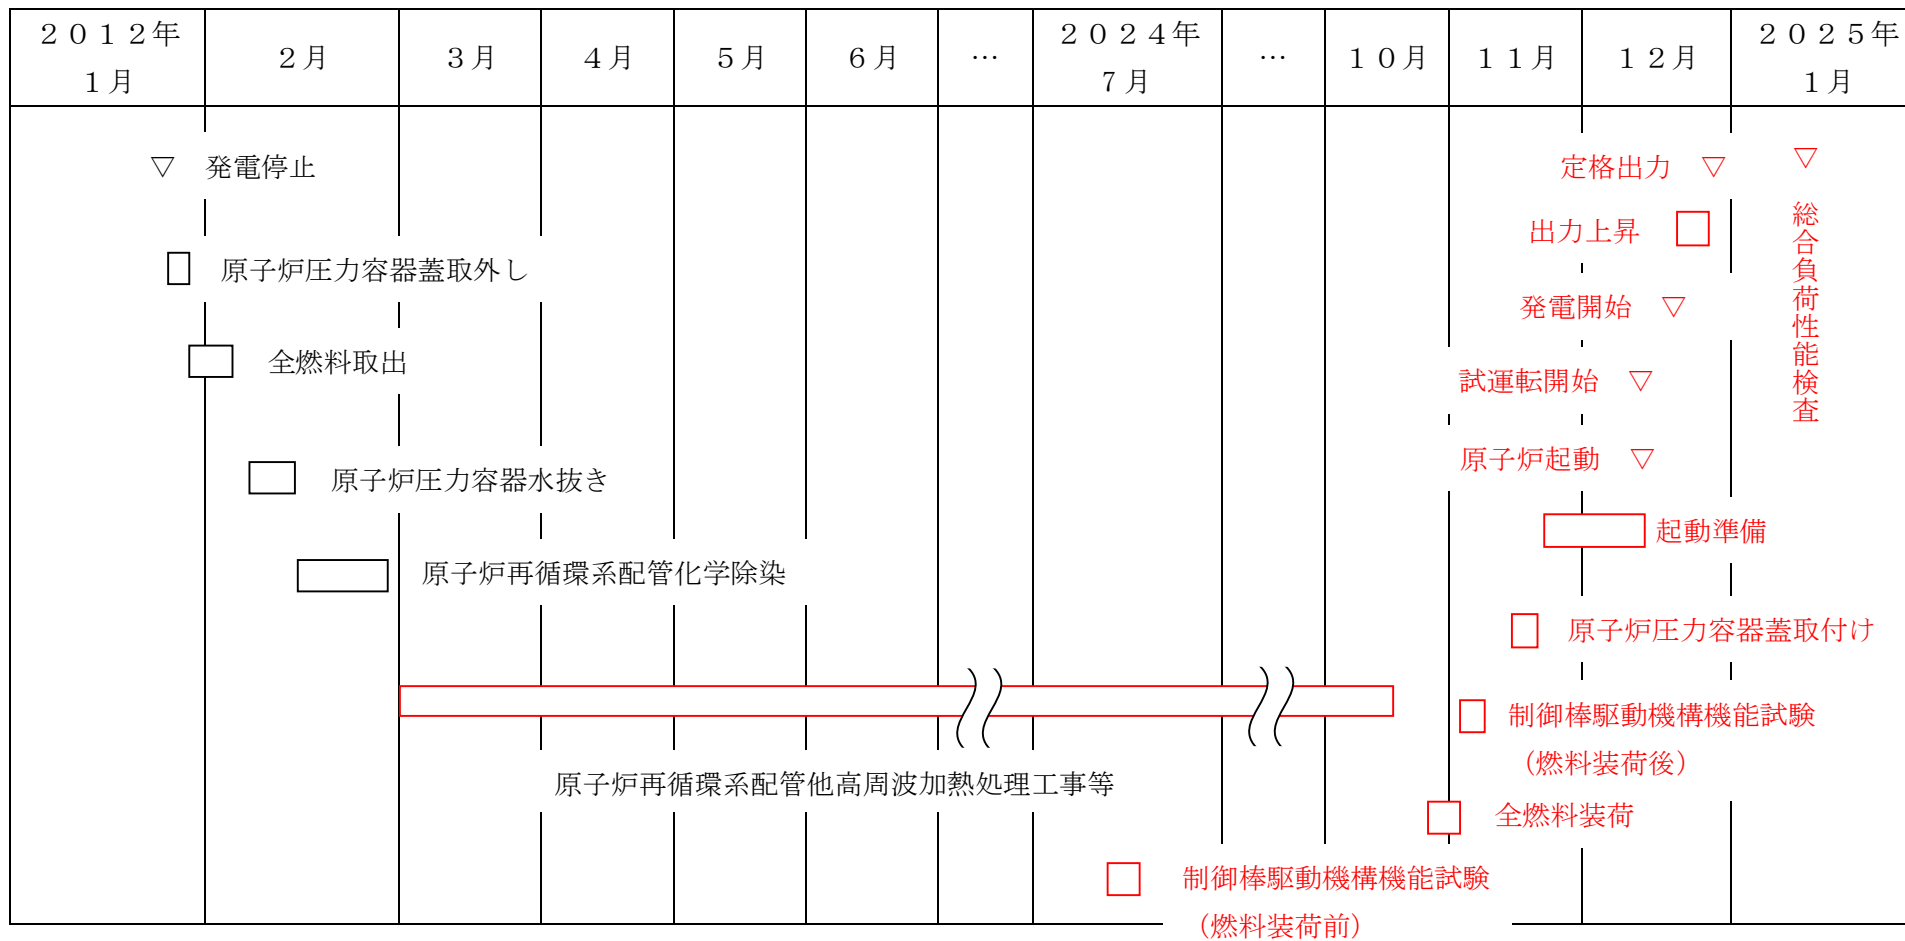 ２０１２年
１月
２月
３月
４月
５月
６月
…
２０２４年
７月
…
１０月
１１月
１２月
２０２５年
１月
▽ 発電停止
定格出力 ▽
▽
総合負荷性能検査
出力上昇
原子炉圧力容器蓋取外し
発電開始 ▽
全燃料取出
試運転開始 ▽
原子炉起動 ▽
原子炉圧力容器水抜き
起動準備
原子炉再循環系配管化学除染
原子炉圧力容器蓋取付け
制御棒駆動機構機能試験
（燃料装荷後）
原子炉再循環系配管他高周波加熱処理工事等
全燃料装荷
制御棒駆動機構機能試験
（燃料装荷前）